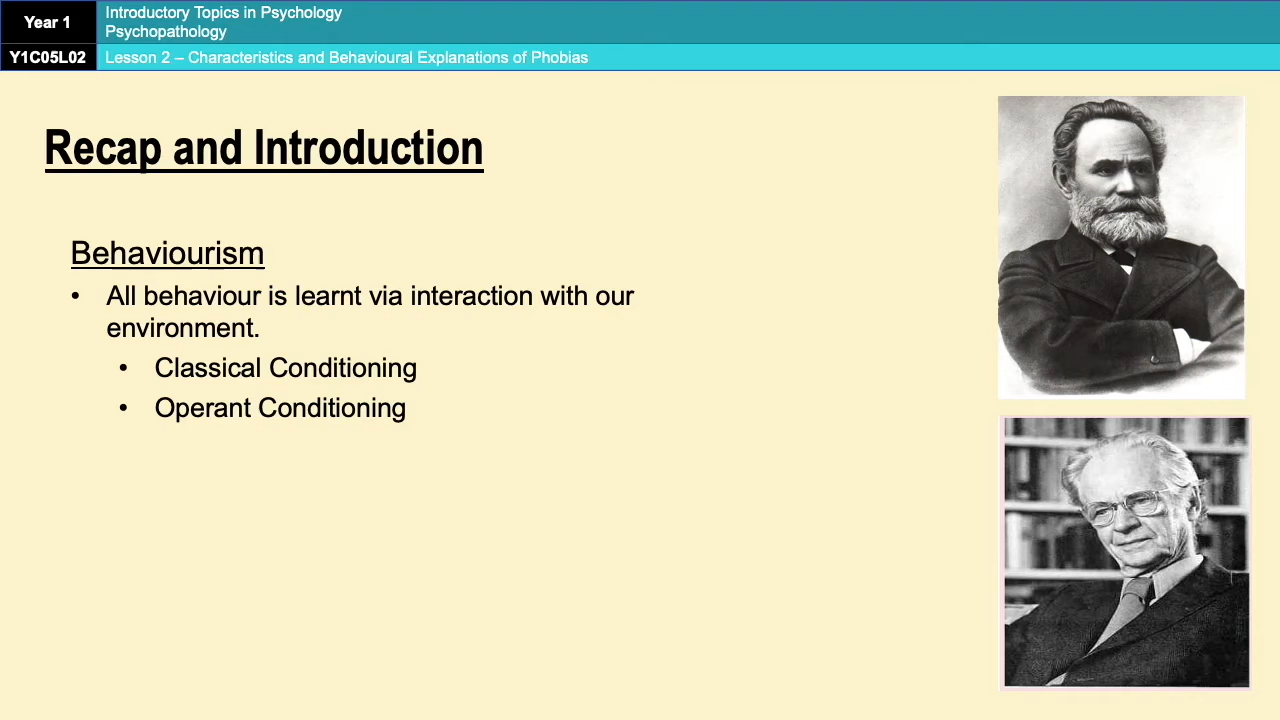 Year 1
Introductory Topics in Psychology
Psychopathology
Y1C05L02
Lesson 2 – Characteristics and Behavioural Explanations of Phobias
Recap and Introduction
Behaviourism
• All behaviour is learnt via interaction with our
environment.
• Classical Conditioning
• Operant Conditioning